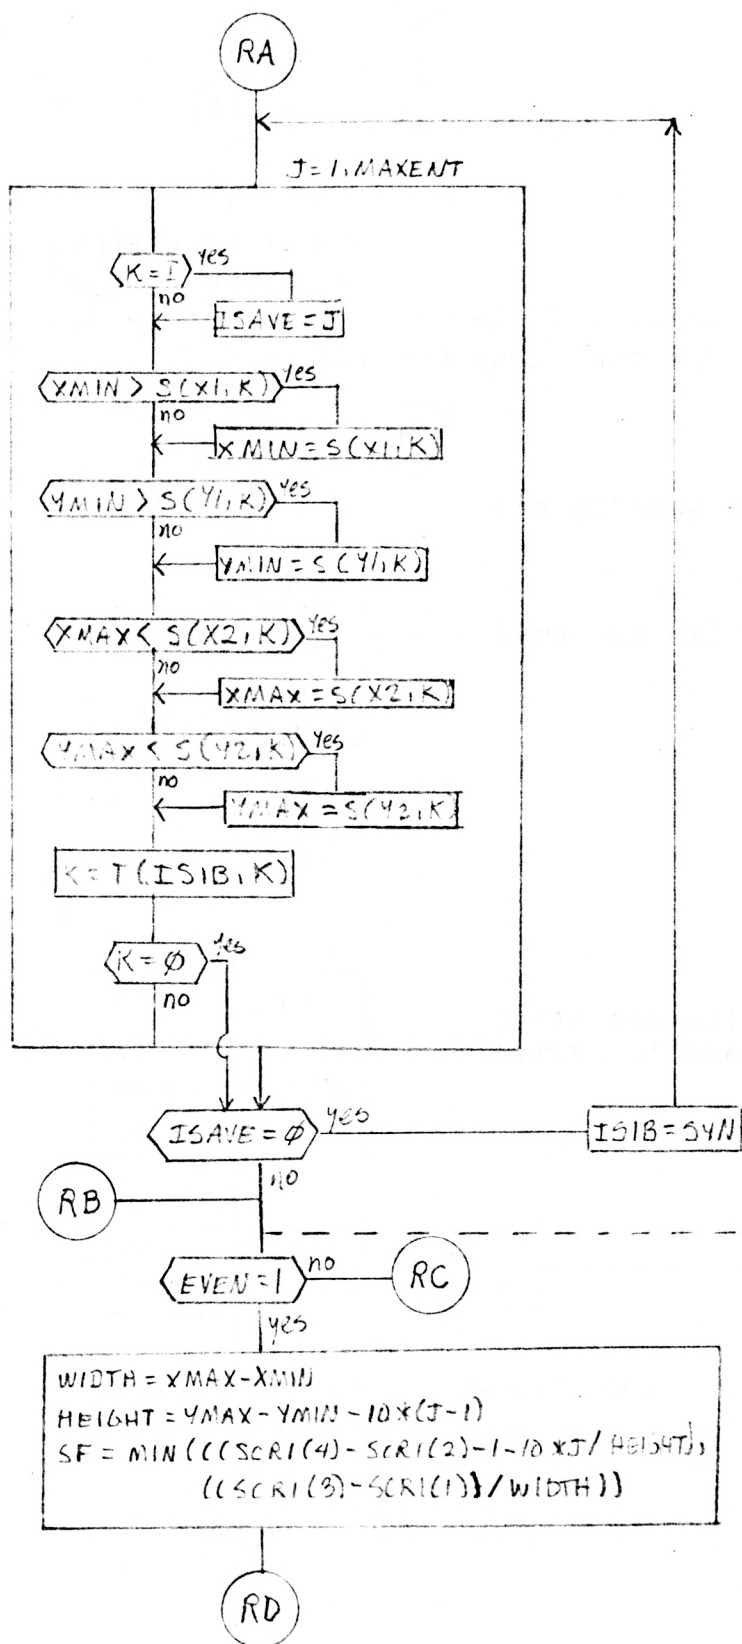 RA
J=1,MAXENT
K=I
yes
no
ISAVE=J
XMIN > S(X1,K)
yes
no
XMIN=S(X1,K)
YMIN > S(Y1,K)
yes
no
YMIN=S(Y1,K)
XMAX < S(X2,K)
yes
no
XMAX=S(X2,K)
YMAX < S(Y2,K)
yes
no
YMAX=S(Y2,K)
K=T(ISIB,K)
K=Ø
yes
no
ISAVE=Ø
yes
ISIB=SYN
no
RB
EVEN=1
no
RC
yes
WIDTH=XMAX-XMIN
HEIGHT=YMAX-YMIN-10*(J-1)
SF=MIN(((SCR1(4)-SCR1(2)-1-10*J/HEIGHT),
((SCR1(3)-SCR1(1))/WIDTH))
RD